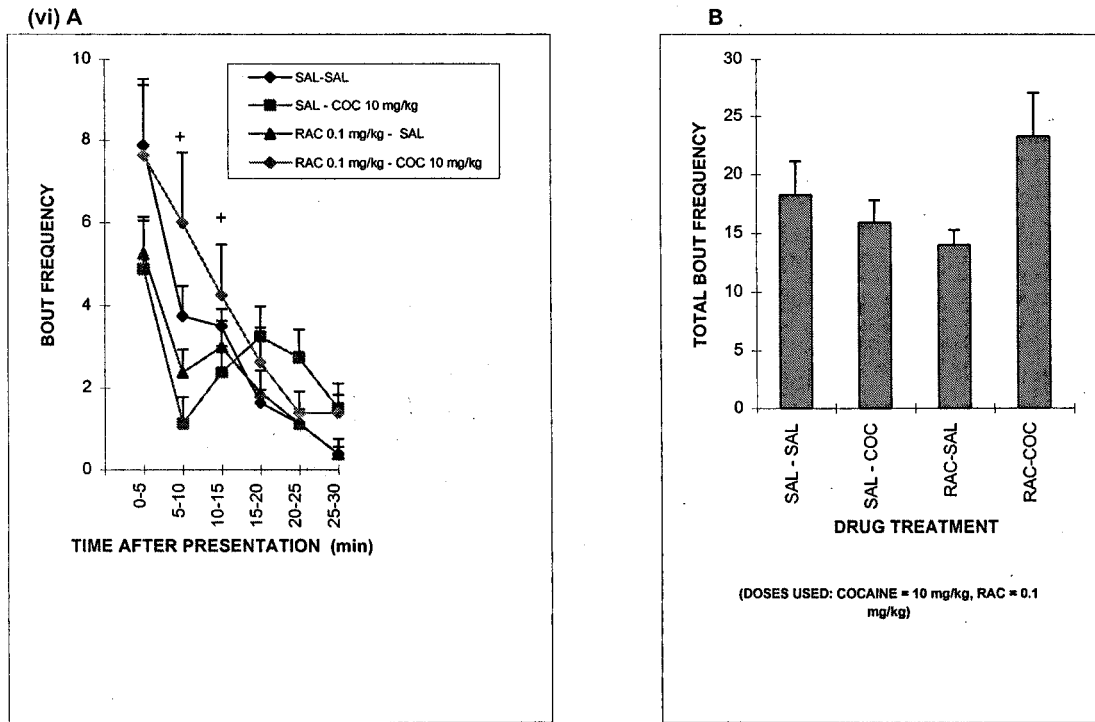 (vi) A
10
8
6
4
2
0
BOUT FREQUENCY
SAL-SAL
SAL - COC 10 mg/kg
RAC 0.1 mg/kg - SAL
RAC 0.1 mg/kg - COC 10 mg/kg
+
+
0-5
5-10
10-15
15-20
20-25
25-30
TIME AFTER PRESENTATION (min)
B
30
25
20
15
10
5
0
TOTAL BOUT FREQUENCY
SAL - SAL
SAL - COC
RAC-SAL
RAC-COC
DRUG TREATMENT
(DOSES USED: COCAINE = 10 mg/kg, RAC = 0.1
mg/kg)